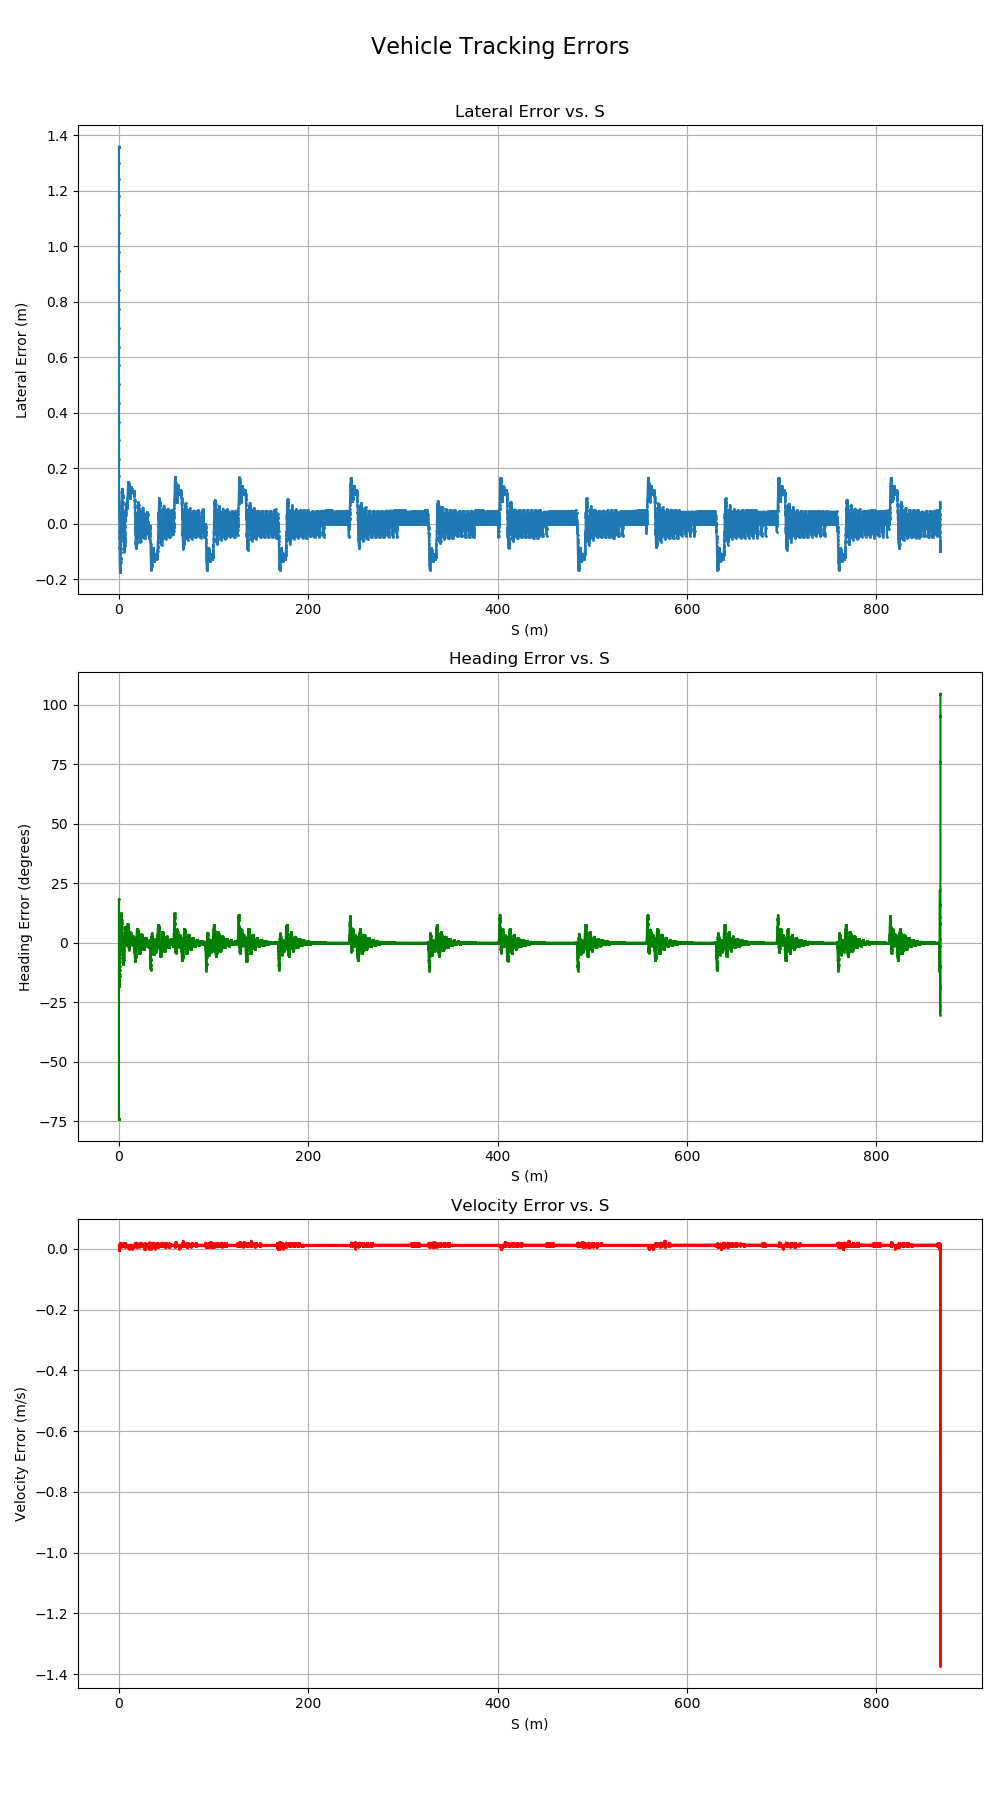 Vehicle Tracking Errors
Lateral Error vs. S
1.4
1.2
1.0
0.8
0.6
0.4
0.2
0.0
−0.2
Lateral Error (m)
0 200 400 600 800
S (m)
Heading Error vs. S
100
75
50
25
0
−25
−50
−75
Heading Error (degrees)
0 200 400 600 800
S (m)
Velocity Error vs. S
0.0
−0.2
−0.4
−0.6
−0.8
−1.0
−1.2
−1.4
Velocity Error (m/s)
0 200 400 600 800
S (m)